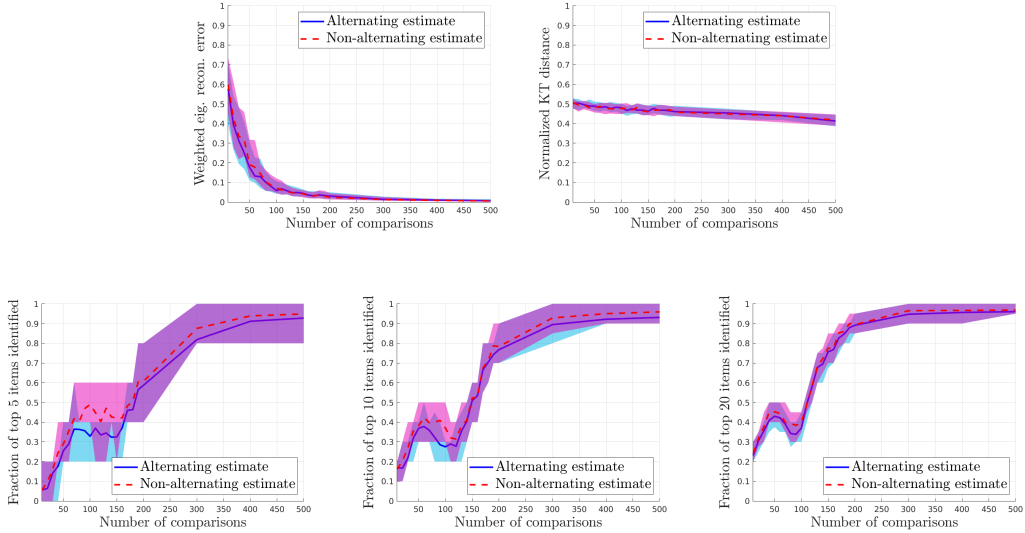 Weighted eig. recon. error
1
0.9
0.8
0.7
0.6
0.5
0.4
0.3
0.2
0.1
0
Alternating estimate
Non-alternating estimate
50 100 150 200 250 300 350 400 450 500
Number of comparisons
Normalized KT distance
1
0.9
0.8
0.7
0.6
0.5
0.4
0.3
0.2
0.1
0
Alternating estimate
Non-alternating estimate
50 100 150 200 250 300 350 400 450 500
Number of comparisons
Fraction of top 5 items identified
1
0.9
0.8
0.7
0.6
0.5
0.4
0.3
0.2
0.1
0
Alternating estimate
Non-alternating estimate
50 100 150 200 250 300 350 400 450 500
Number of comparisons
Fraction of top 10 items identified
1
0.9
0.8
0.7
0.6
0.5
0.4
0.3
0.2
0.1
0
Alternating estimate
Non-alternating estimate
50 100 150 200 250 300 350 400 450 500
Number of comparisons
Fraction of top 20 items identified
1
0.9
0.8
0.7
0.6
0.5
0.4
0.3
0.2
0.1
0
Alternating estimate
Non-alternating estimate
50 100 150 200 250 300 350 400 450 500
Number of comparisons